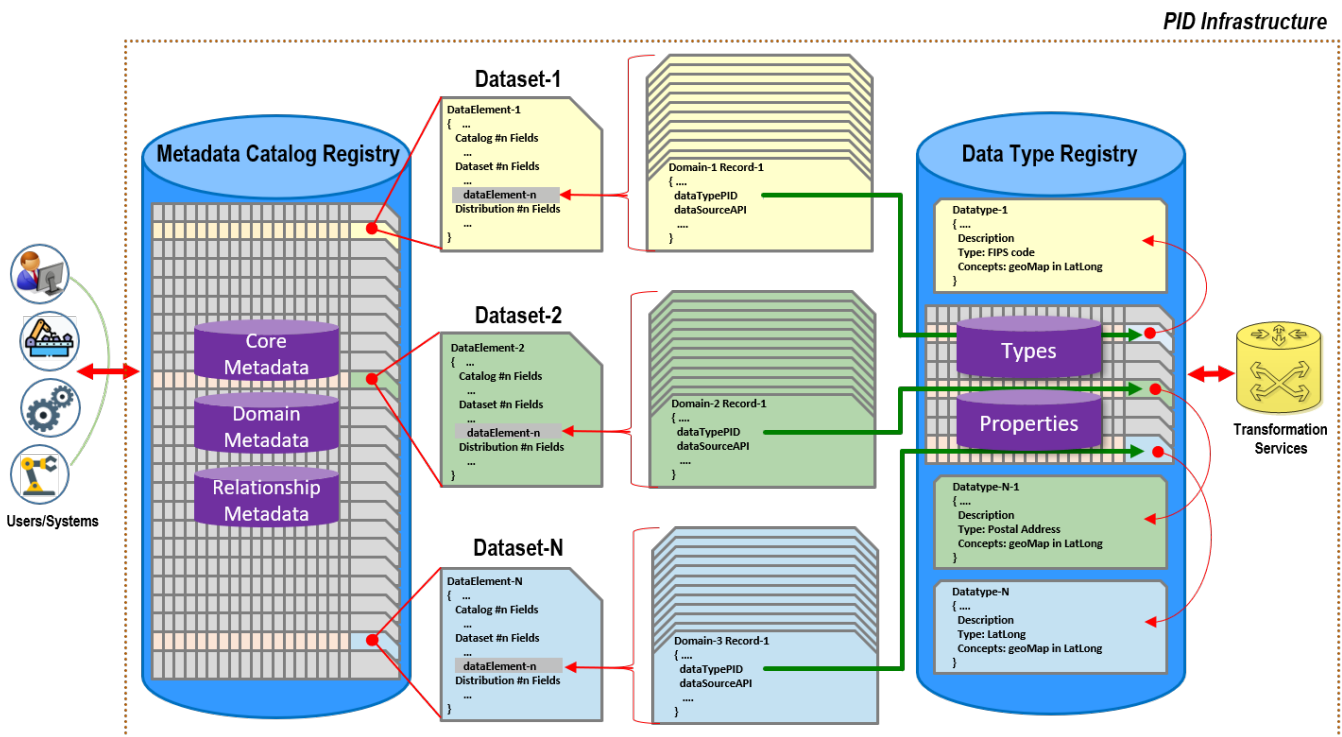 PID Infrastructure
Users/Systems
Metadata Catalog Registry
Core
Metadata
Domain
Metadata
Relationship
Metadata
Dataset-1
DataElement-1
{ ...
Catalog #n Fields
...
Dataset #n Fields
...
dataElement-n
Distribution #n Fields
...
}
Domain-1 Record-1
{ ....
dataTypePID
dataSourceAPI
....
}
Dataset-2
DataElement-2
{ ...
Catalog #n Fields
...
Dataset #n Fields
...
dataElement-n
Distribution #n Fields
...
}
Domain-2 Record-1
{ ....
dataTypePID
dataSourceAPI
....
}
Dataset-N
DataElement-N
{ ...
Catalog #n Fields
...
Dataset #n Fields
...
dataElement-n
Distribution #n Fields
...
}
Domain-3 Record-1
{ ....
dataTypePID
dataSourceAPI
....
}
Data Type Registry
Datatype-1
{ ....
Description
Type: FIPS code
Concepts: geoMap in LatLong
}
Types
Properties
Datatype-N-1
{ ....
Description
Type: Postal Address
Concepts: geoMap in LatLong
}
Datatype-N
{ ....
Description
Type: LatLong
Concepts: geoMap in LatLong
}
Transformation
Services